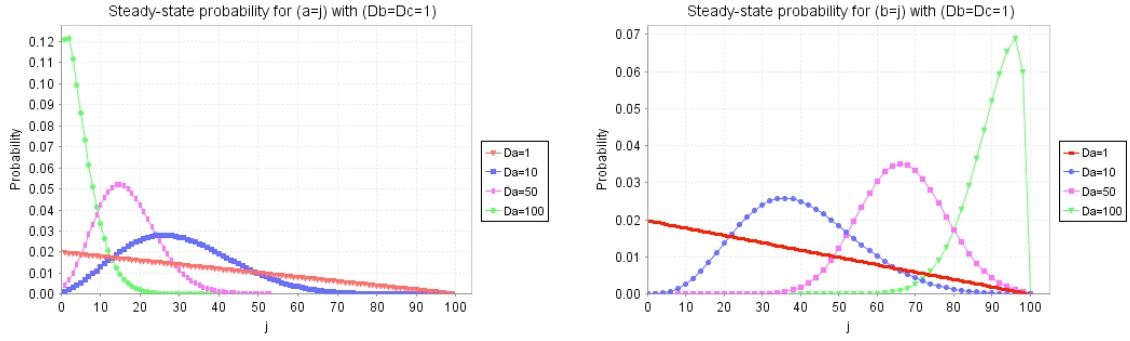 Steady-state probability for (a=j) with (Db=Dc=1)
Probability
0.12
0.11
0.10
0.09
0.08
0.07
0.06
0.05
0.04
0.03
0.02
0.01
0.00
0 10 20 30 40 50 60 70 80 90 100
j
Da=1
Da=10
Da=50
Da=100
Steady-state probability for (b=j) with (Db=Dc=1)
Probability
0.07
0.06
0.05
0.04
0.03
0.02
0.01
0.00
0 10 20 30 40 50 60 70 80 90 100
j
Da=1
Da=10
Da=50
Da=100